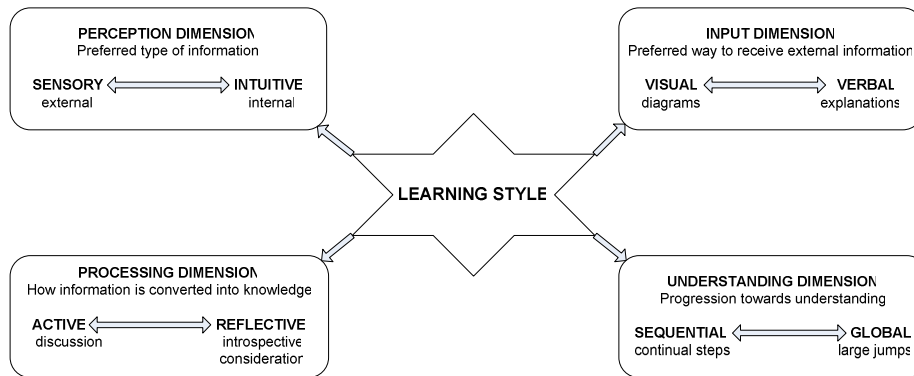 PERCEPTION DIMENSION
Preferred type of information
SENSORY INTUITIVE
external internal
INPUT DIMENSION
Preferred way to receive external information
VISUAL VERBAL
diagrams explanations
LEARNING STYLE
PROCESSING DIMENSION
How information is converted into knowledge
ACTIVE REFLECTIVE
discussion introspective
consideration
UNDERSTANDING DIMENSION
Progression towards understanding
SEQUENTIAL GLOBAL
continual steps large jumps